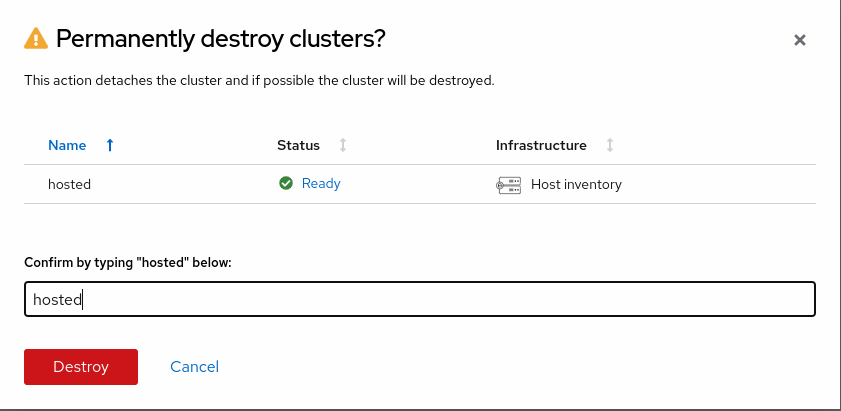 Permanently destroy clusters?
This action detaches the cluster and if possible the cluster will be destroyed.
Name Status Infrastructure
hosted Ready Host inventory
Confirm by typing "hosted" below:
hosted
Destroy Cancel